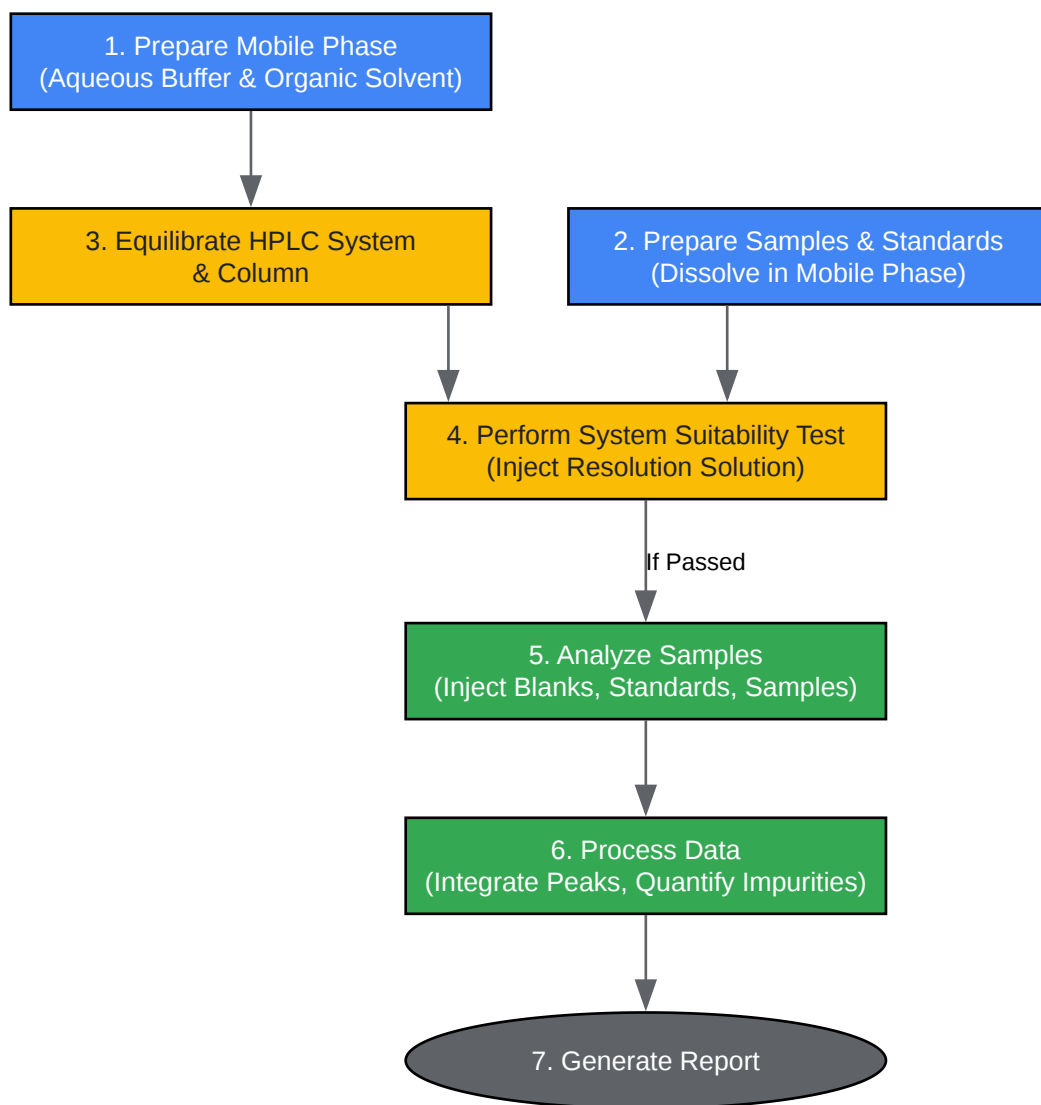 1. Prepare Mobile Phase
(Aqueous Buffer & Organic Solvent)
3. Equilibrate HPLC System
& Column
2. Prepare Samples & Standards
(Dissolve in Mobile Phase)
4. Perform System Suitability Test
(Inject Resolution Solution)
If Passed
5. Analyze Samples
(Inject Blanks, Standards, Samples)
6. Process Data
(Integrate Peaks, Quantify Impurities)
7. Generate Report